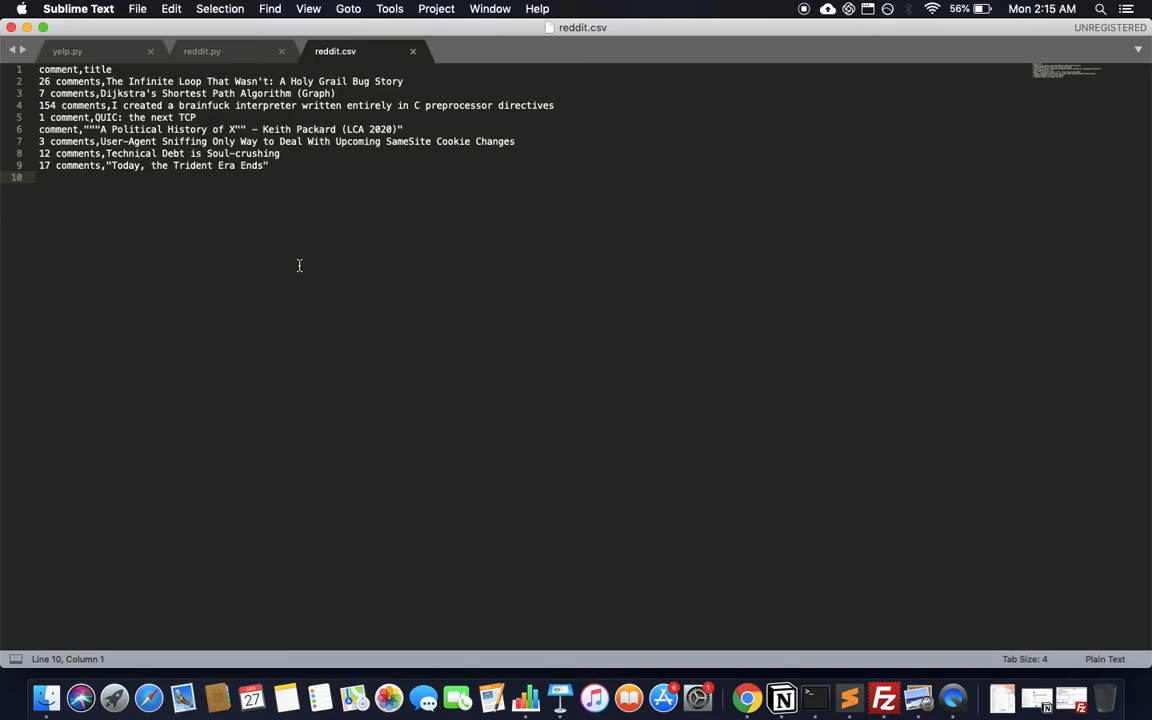 Sublime Text File Edit Selection Find View Goto Tools Project Window Help 56% Mon 2:15 AM
reddit.csv UNREGISTERED
yelp.py reddit.py reddit.csv
1 comment,title
2 26 comments,The Infinite Loop That Wasn't: A Holy Grail Bug Story
3 7 comments,Dijkstra's Shortest Path Algorithm (Graph)
4 154 comments,I created a brainfuck interpreter written entirely in C preprocessor directives
5 1 comment,QUIC: the next TCP
6 comment,"""A Political History of X"" – Keith Packard (LCA 2020)"
7 3 comments,User-Agent Sniffing Only Way to Deal With Upcoming SameSite Cookie Changes
8 12 comments,Technical Debt is Soul-crushing
9 17 comments,"Today, the Trident Era Ends"
10
Line 10, Column 1 Tab Size: 4 Plain Text
JAN
27
6
1